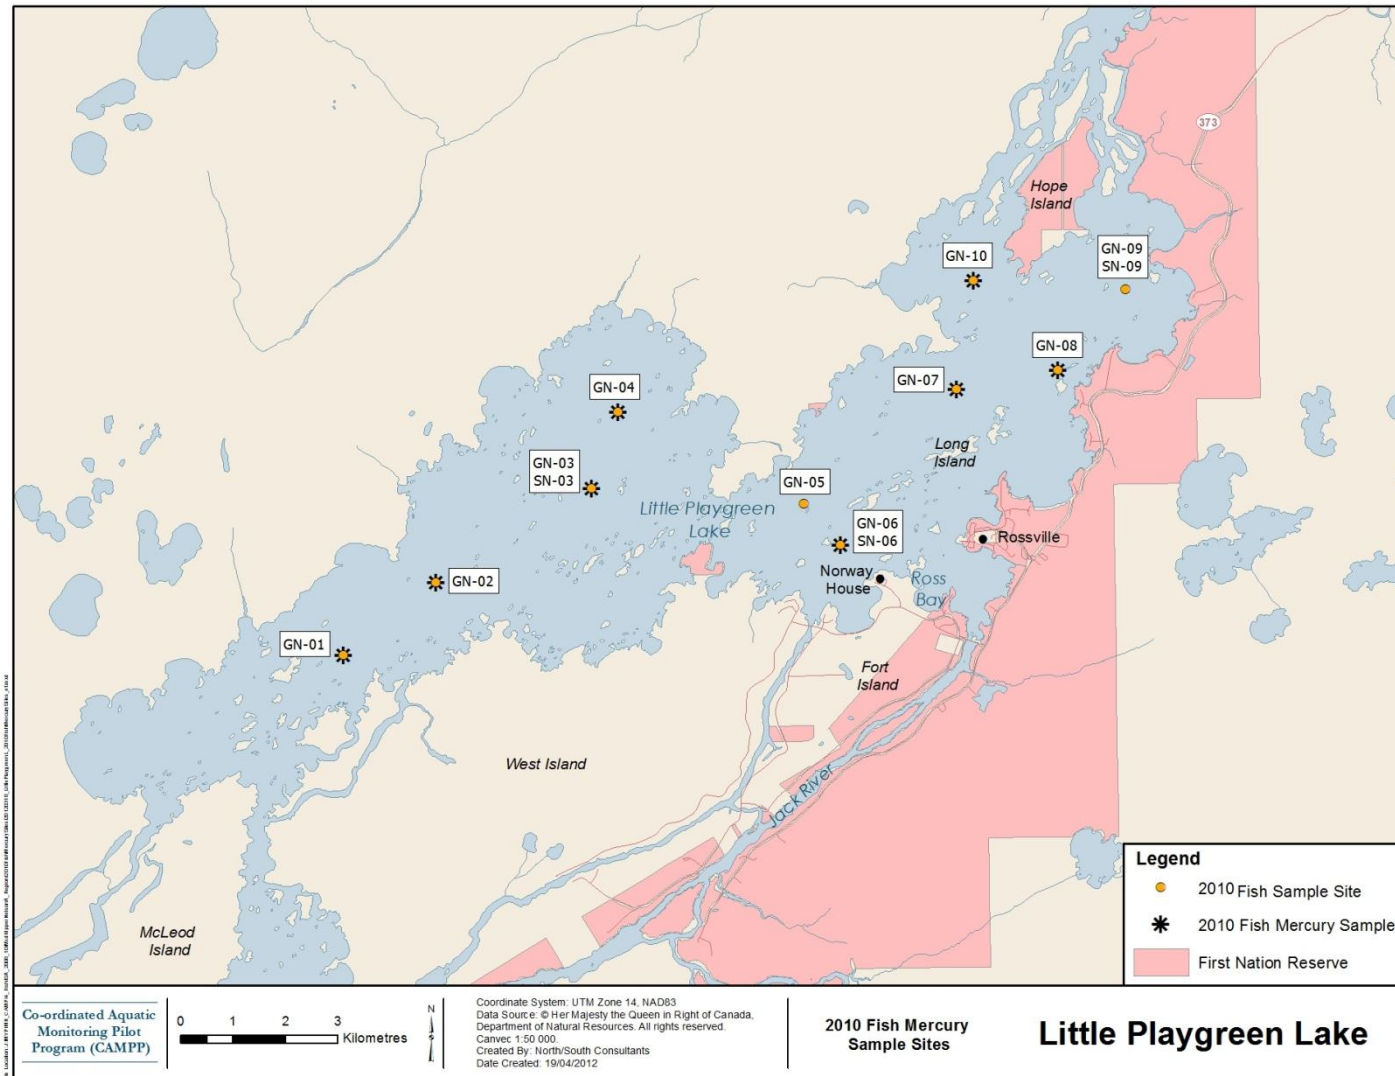 373
Hope
Island
GN-10
GN-09
SN-09
GN-08
GN-07
GN-04
Long
Island
GN-03
SN-03
GN-05
Little Playgreen
Lake
GN-06
SN-06
Rossville
Norway
House
Ross
Bay
GN-02
GN-01
Fort
Island
West Island
Jack River
McLeod
Island
Legend
2010 Fish Sample Site
2010 Fish Mercury Sample
First Nation Reserve
Co-ordinated Aquatic
Monitoring Pilot
Program (CAMPP)
0 1 2 3
Kilometres
N
Coordinate System: UTM Zone 14, NAD83
Data Source: © Her Majesty the Queen in Right of Canada,
Department of Natural Resources. All rights reserved.
Canvec 1:50 000.
Created By: North/South Consultants
Date Created: 19/04/2012
2010 Fish Mercury
Sample Sites
Little Playgreen Lake